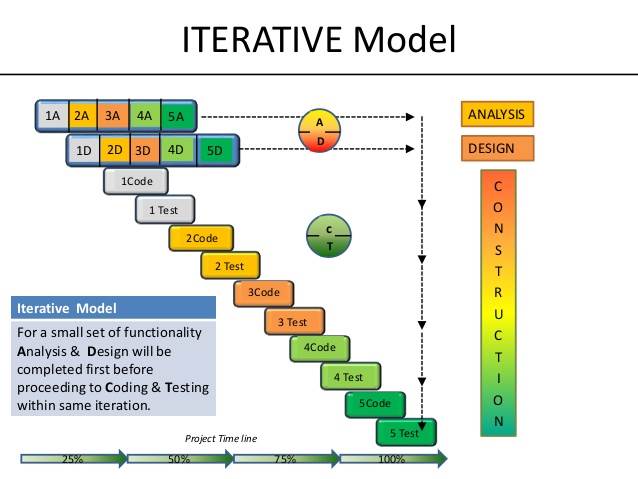 ITERATIVE Model
1A 2A 3A 4A 5A
1D 2D 3D 4D 5D
A
D
ANALYSIS
DESIGN
1Code
1 Test
2Code
2 Test
3Code
3 Test
4Code
4 Test
5Code
5 Test
c
T
C
O
N
S
T
R
U
C
T
I
O
N
Iterative Model
For a small set of functionality
Analysis & Design will be
completed first before
proceeding to Coding & Testing
within same iteration.
Project Time line
25% 50% 75% 100%